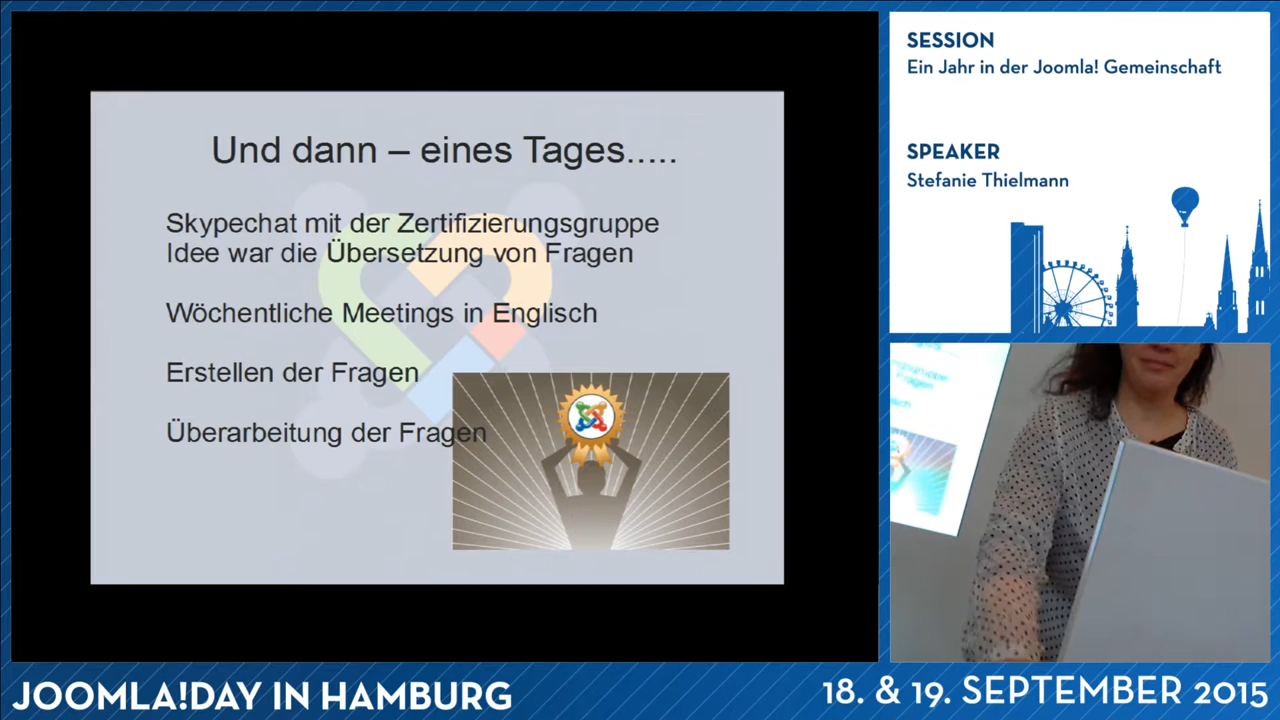 Und dann – eines Tages.....
Skypechat mit der Zertifizierungsgruppe
Idee war die Übersetzung von Fragen
Wöchentliche Meetings in Englisch
Erstellen der Fragen
Überarbeitung der Fragen
SESSION
Ein Jahr in der Joomla! Gemeinschaft
SPEAKER
Stefanie Thielmann
JOOMLA!DAY IN HAMBURG
18. & 19. SEPTEMBER 2015